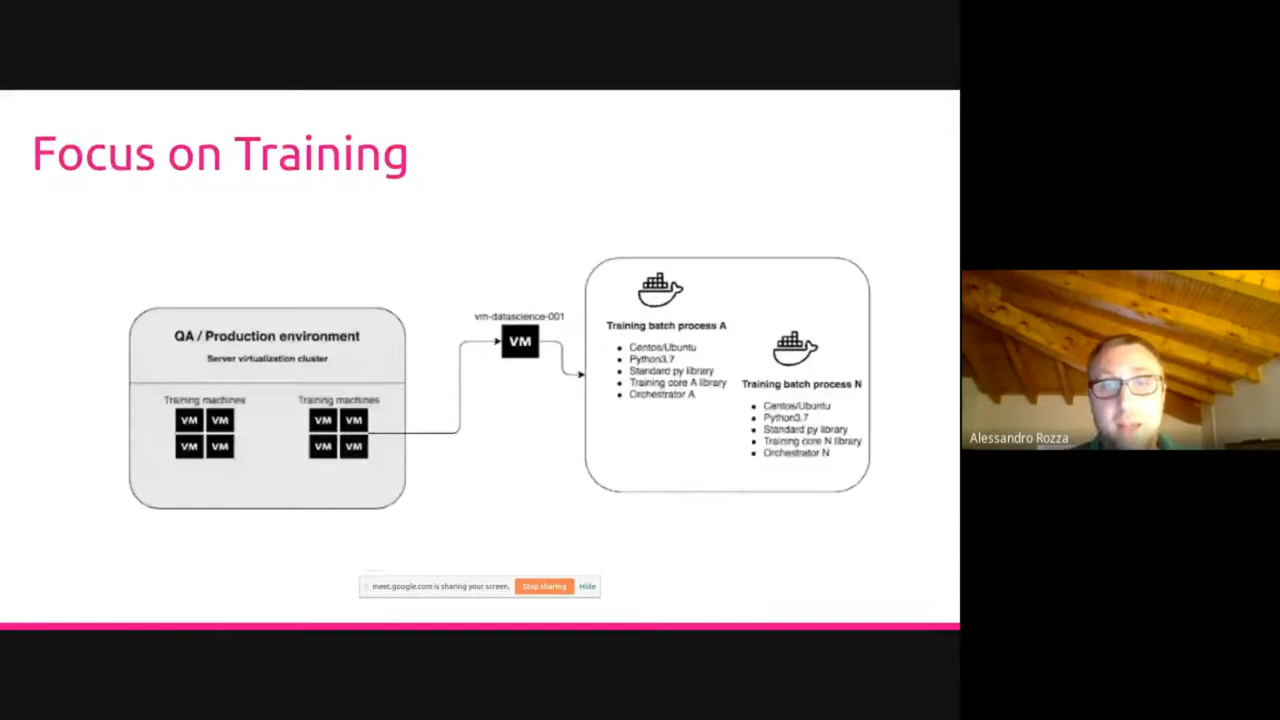 Focus on Training
QA / Production environment
Server virtualization cluster
Training machines
VM VM
VM VM
Training machines
VM VM
VM VM
vm-datascience-001
VM
Training batch process A
Centos/Ubuntu
Python3.7
Standard py library
Training core A library
Orchestrator A
Training batch process N
Centos/Ubuntu
Python3.7
Standard py library
Training core N library
Orchestrator N
meet.google.com is sharing your screen. Stop sharing Hide
Alessandro Rozza